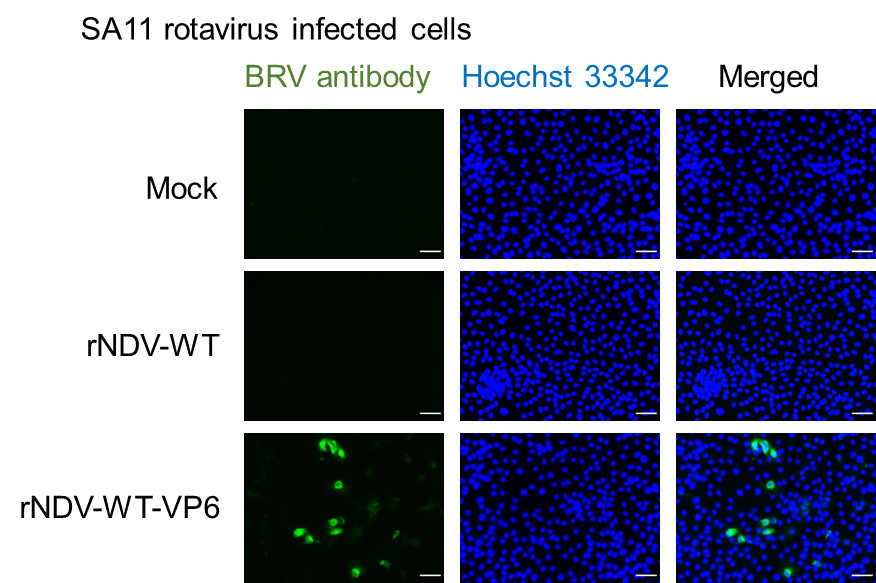 SA11 rotavirus infected cells
BRV antibody Hoechst 33342 Merged
Mock
rNDV-WT
rNDV-WT-VP6